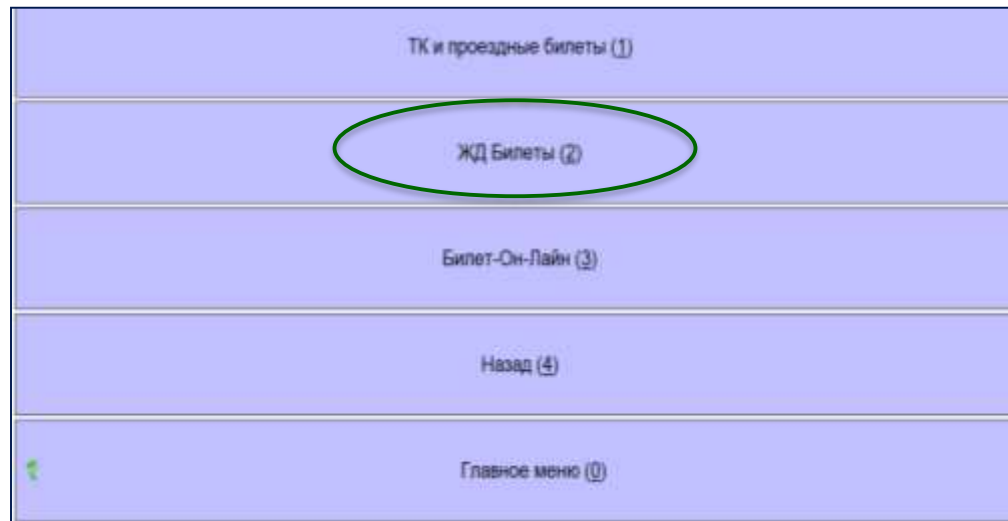 ТК и проездные билеты (1)
ЖД Билеты (2)
Билет-Он-Лайн (3)
Назад (4)
Главное меню (0)